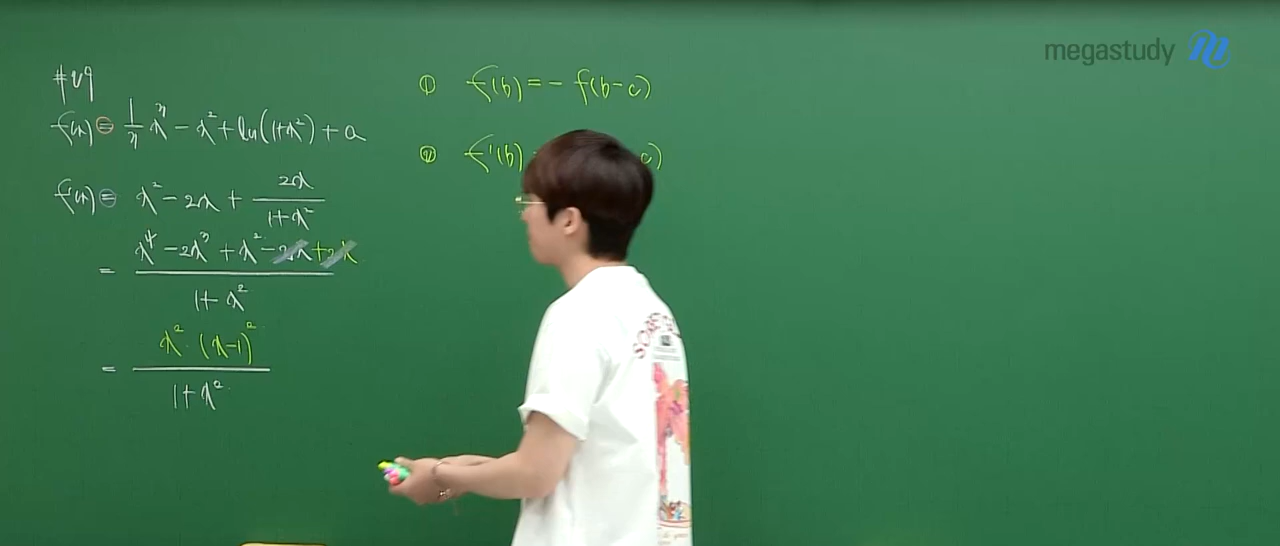 megastudy
#29
f(x) = 1/3 x³ - x² + ln(1+x²) + a
f'(x) = x² - 2x + 2x/(1+x²)
= (x⁴ - 2x³ + x² - 2x + 2x)/(1+x²)
= x²·(x-1)²/(1+x²)
① f(b) = - f(b-c)
② f'(b) = c)